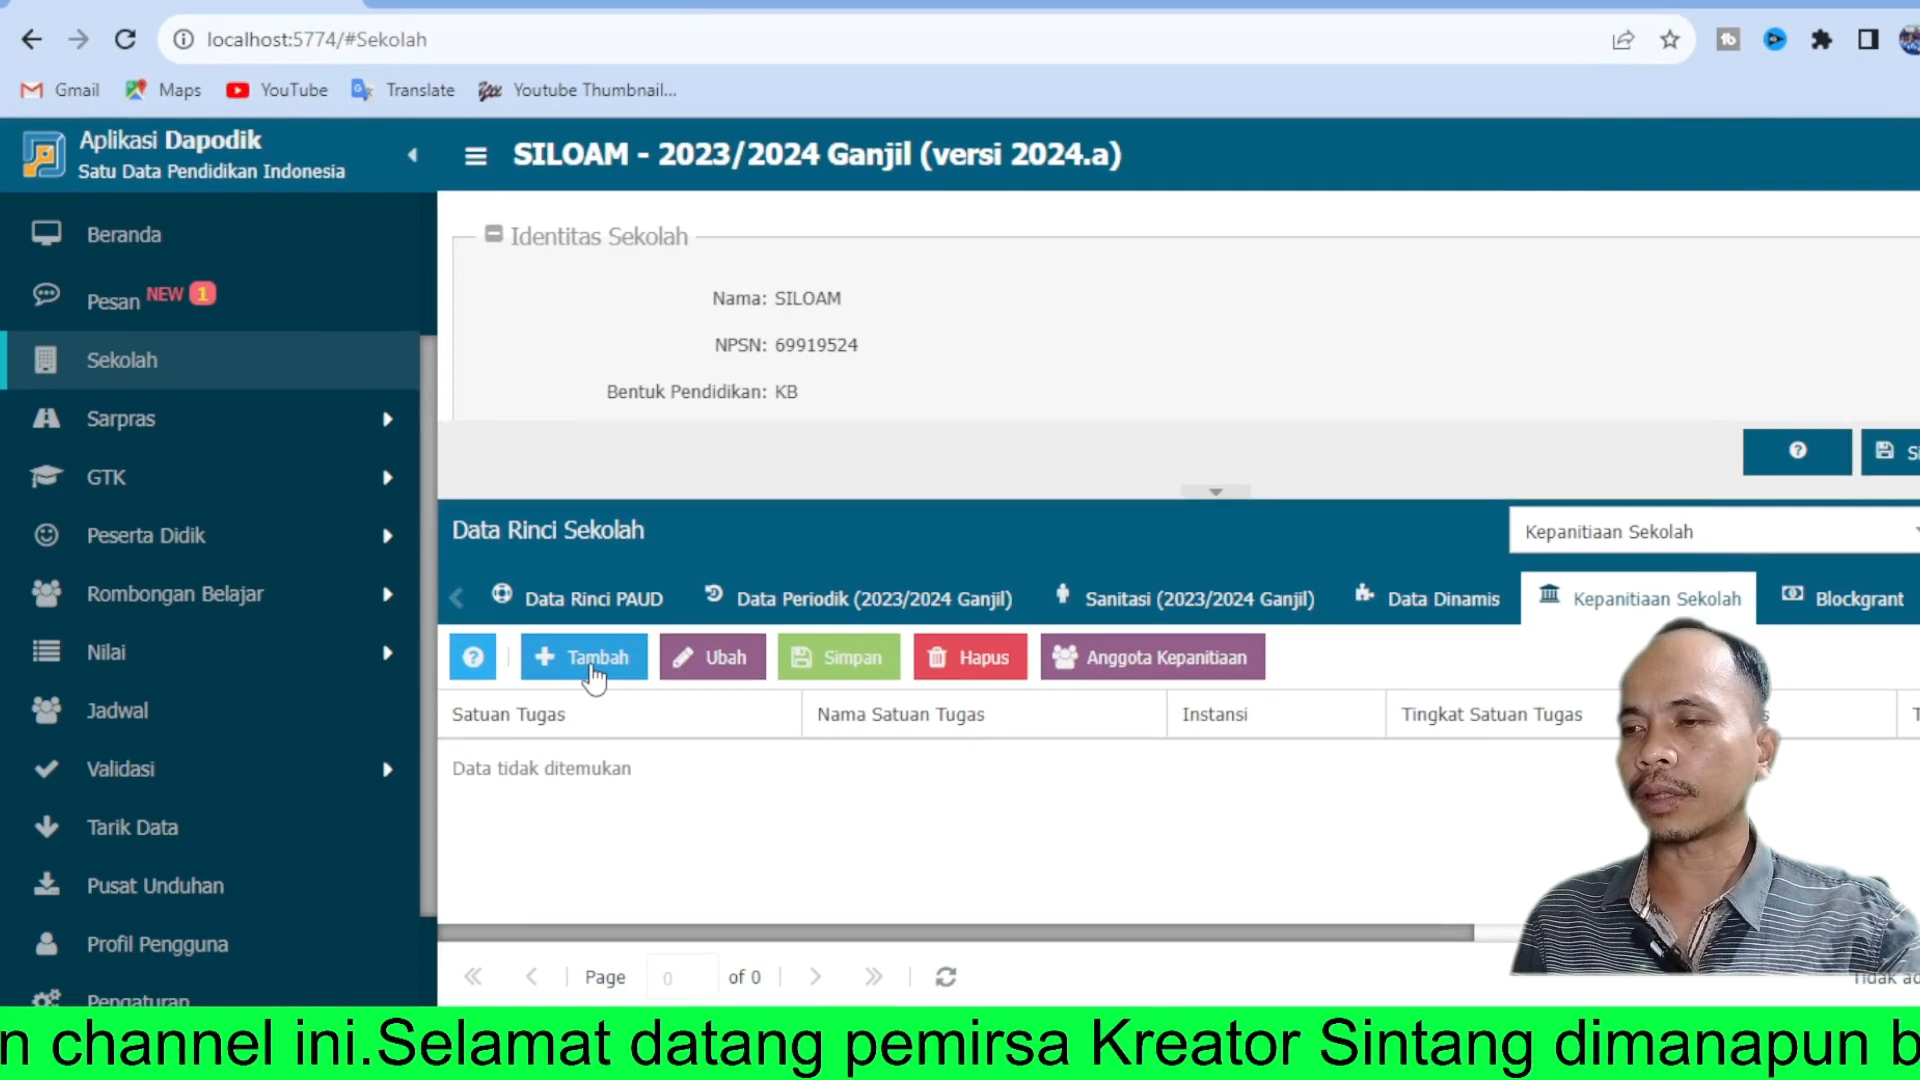 localhost:5774/#Sekolah
Gmail Maps YouTube Translate Youtube Thumbnail...
Aplikasi Dapodik
Satu Data Pendidikan Indonesia
SILOAM - 2023/2024 Ganjil (versi 2024.a)
Beranda
Pesan NEW 1
Sekolah
Sarpras
GTK
Peserta Didik
Rombongan Belajar
Nilai
Jadwal
Validasi
Tarik Data
Pusat Unduhan
Profil Pengguna
Pengaturan
Identitas Sekolah
Nama: SILOAM
NPSN: 69919524
Bentuk Pendidikan: KB
Data Rinci Sekolah
Kepanitiaan Sekolah
Data Rinci PAUD Data Periodik (2023/2024 Ganjil) Sanitasi (2023/2024 Ganjil) Data Dinamis Kepanitiaan Sekolah Blockgrant
Tambah Ubah Simpan Hapus Anggota Kepanitiaan
Satuan Tugas Nama Satuan Tugas Instansi Tingkat Satuan Tugas
Data tidak ditemukan
Page 0 of 0
n channel ini.Selamat datang pemirsa Kreator Sintang dimanapun b